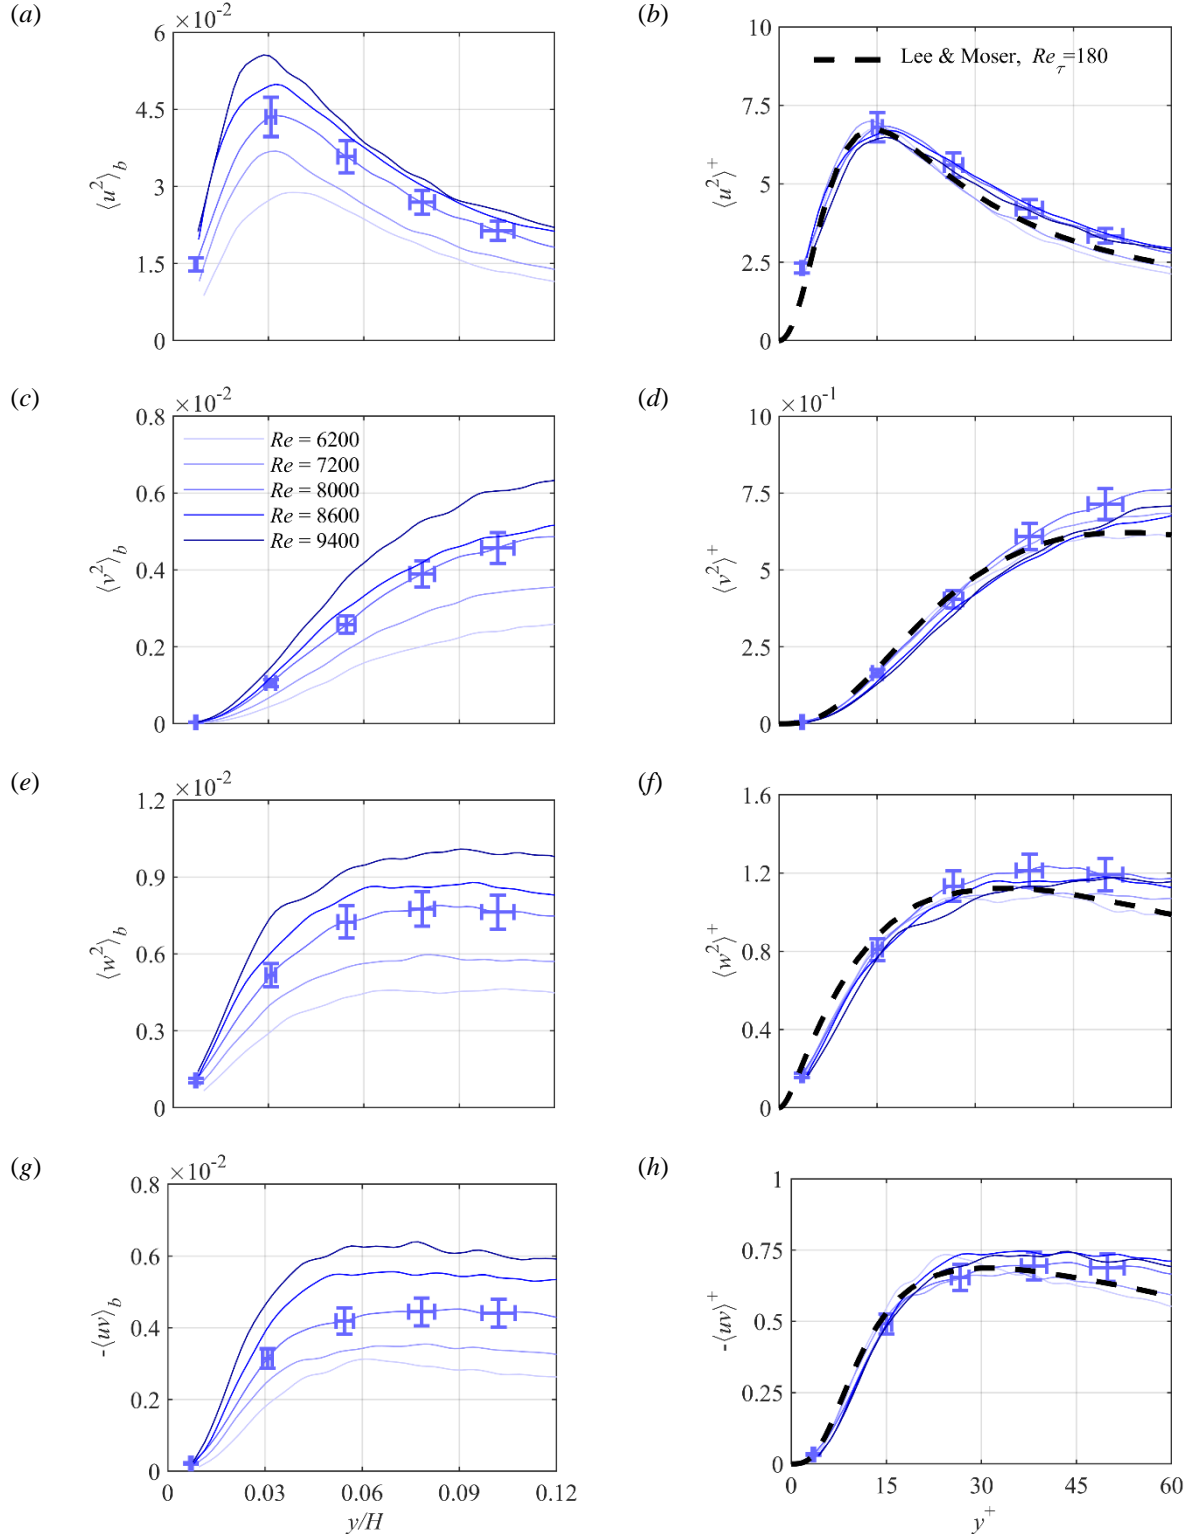 (a)
×10⁻²
6
4.5
3
1.5
0
⟨u²⟩_b
(b)
10
7.5
5
2.5
0
⟨u²⟩⁺
Lee & Moser, Re_τ=180
(c)
×10⁻²
0.8
0.6
0.4
0.2
0
⟨v²⟩_b
Re = 6200
Re = 7200
Re = 8000
Re = 8600
Re = 9400
(d)
×10⁻¹
10
7.5
5
2.5
0
⟨v²⟩⁺
(e)
×10⁻²
1.2
0.9
0.6
0.3
0
⟨w²⟩_b
(f)
1.6
1.2
0.8
0.4
0
⟨w²⟩⁺
(g)
×10⁻²
0.8
0.6
0.4
0.2
0
-⟨uv⟩_b
0 0.03 0.06 0.09 0.12
y/H
(h)
1
0.75
0.5
0.25
0
-⟨uv⟩⁺
0 15 30 45 60
y⁺